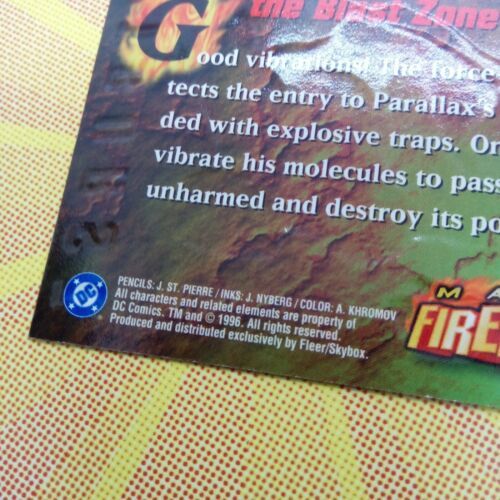 the Blast Zone
Good vibrations! The force
tects the entry to Parallax's
ded with explosive traps. On
vibrate his molecules to pass
unharmed and destroy its po
DC
PENCILS: J. ST. PIERRE / INKS: J. NYBERG / COLOR: A. KHROMOV
All characters and related elements are property of
DC Comics. TM and © 1996. All rights reserved.
Produced and distributed exclusively by Fleer/Skybox.
M A
FIRE